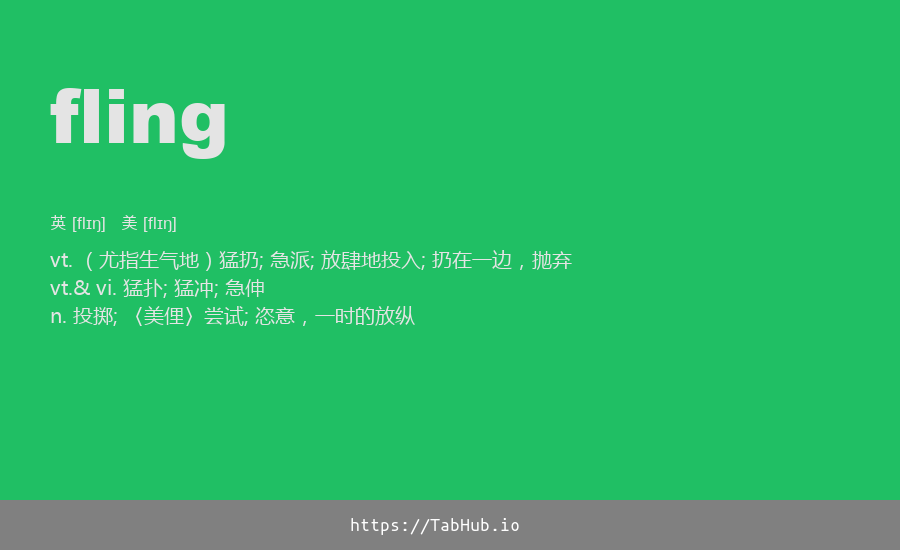 fling
英 [flɪŋ] 美 [flɪŋ]
vt. （尤指生气地）猛扔; 急派; 放肆地投入; 扔在一边，抛弃
vt.& vi. 猛扑; 猛冲; 急伸
n. 投掷; 〈美俚〉尝试; 恣意，一时的放纵
https://TabHub.io